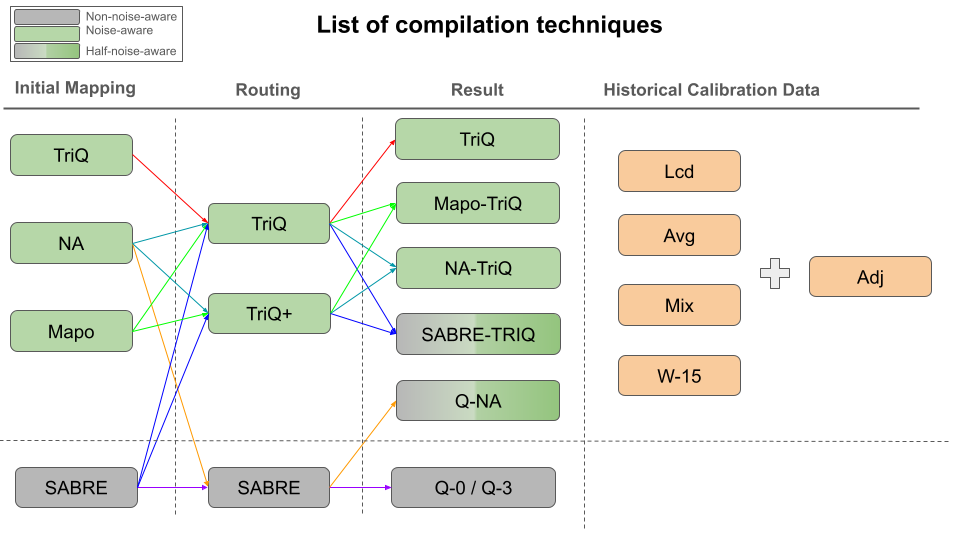 List of compilation techniques
Non-noise-aware
Noise-aware
Half-noise-aware
Initial Mapping
Routing
Result
Historical Calibration Data
TriQ
NA
Mapo
SABRE
TriQ
TriQ+
SABRE
TriQ
Mapo-TriQ
NA-TriQ
SABRE-TRIQ
Q-NA
Q-0 / Q-3
Lcd
Avg
Mix
W-15
Adj